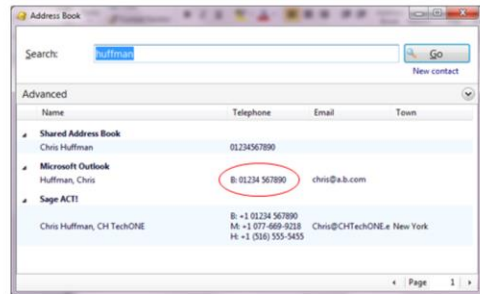 Address Book
Search: huffman Go
New contact
Advanced
Name Telephone Email Town
Shared Address Book
Chris Huffman 01234567890
Microsoft Outlook
Huffman, Chris B: 01234 567890 chris@a.b.com
Sage ACT!
B: +1 01234 567890
Chris Huffman, CH TechONE M: +1 077-669-9218 Chris@CHTechONE.e New York
H: +1 (516) 555-5455
Page 1